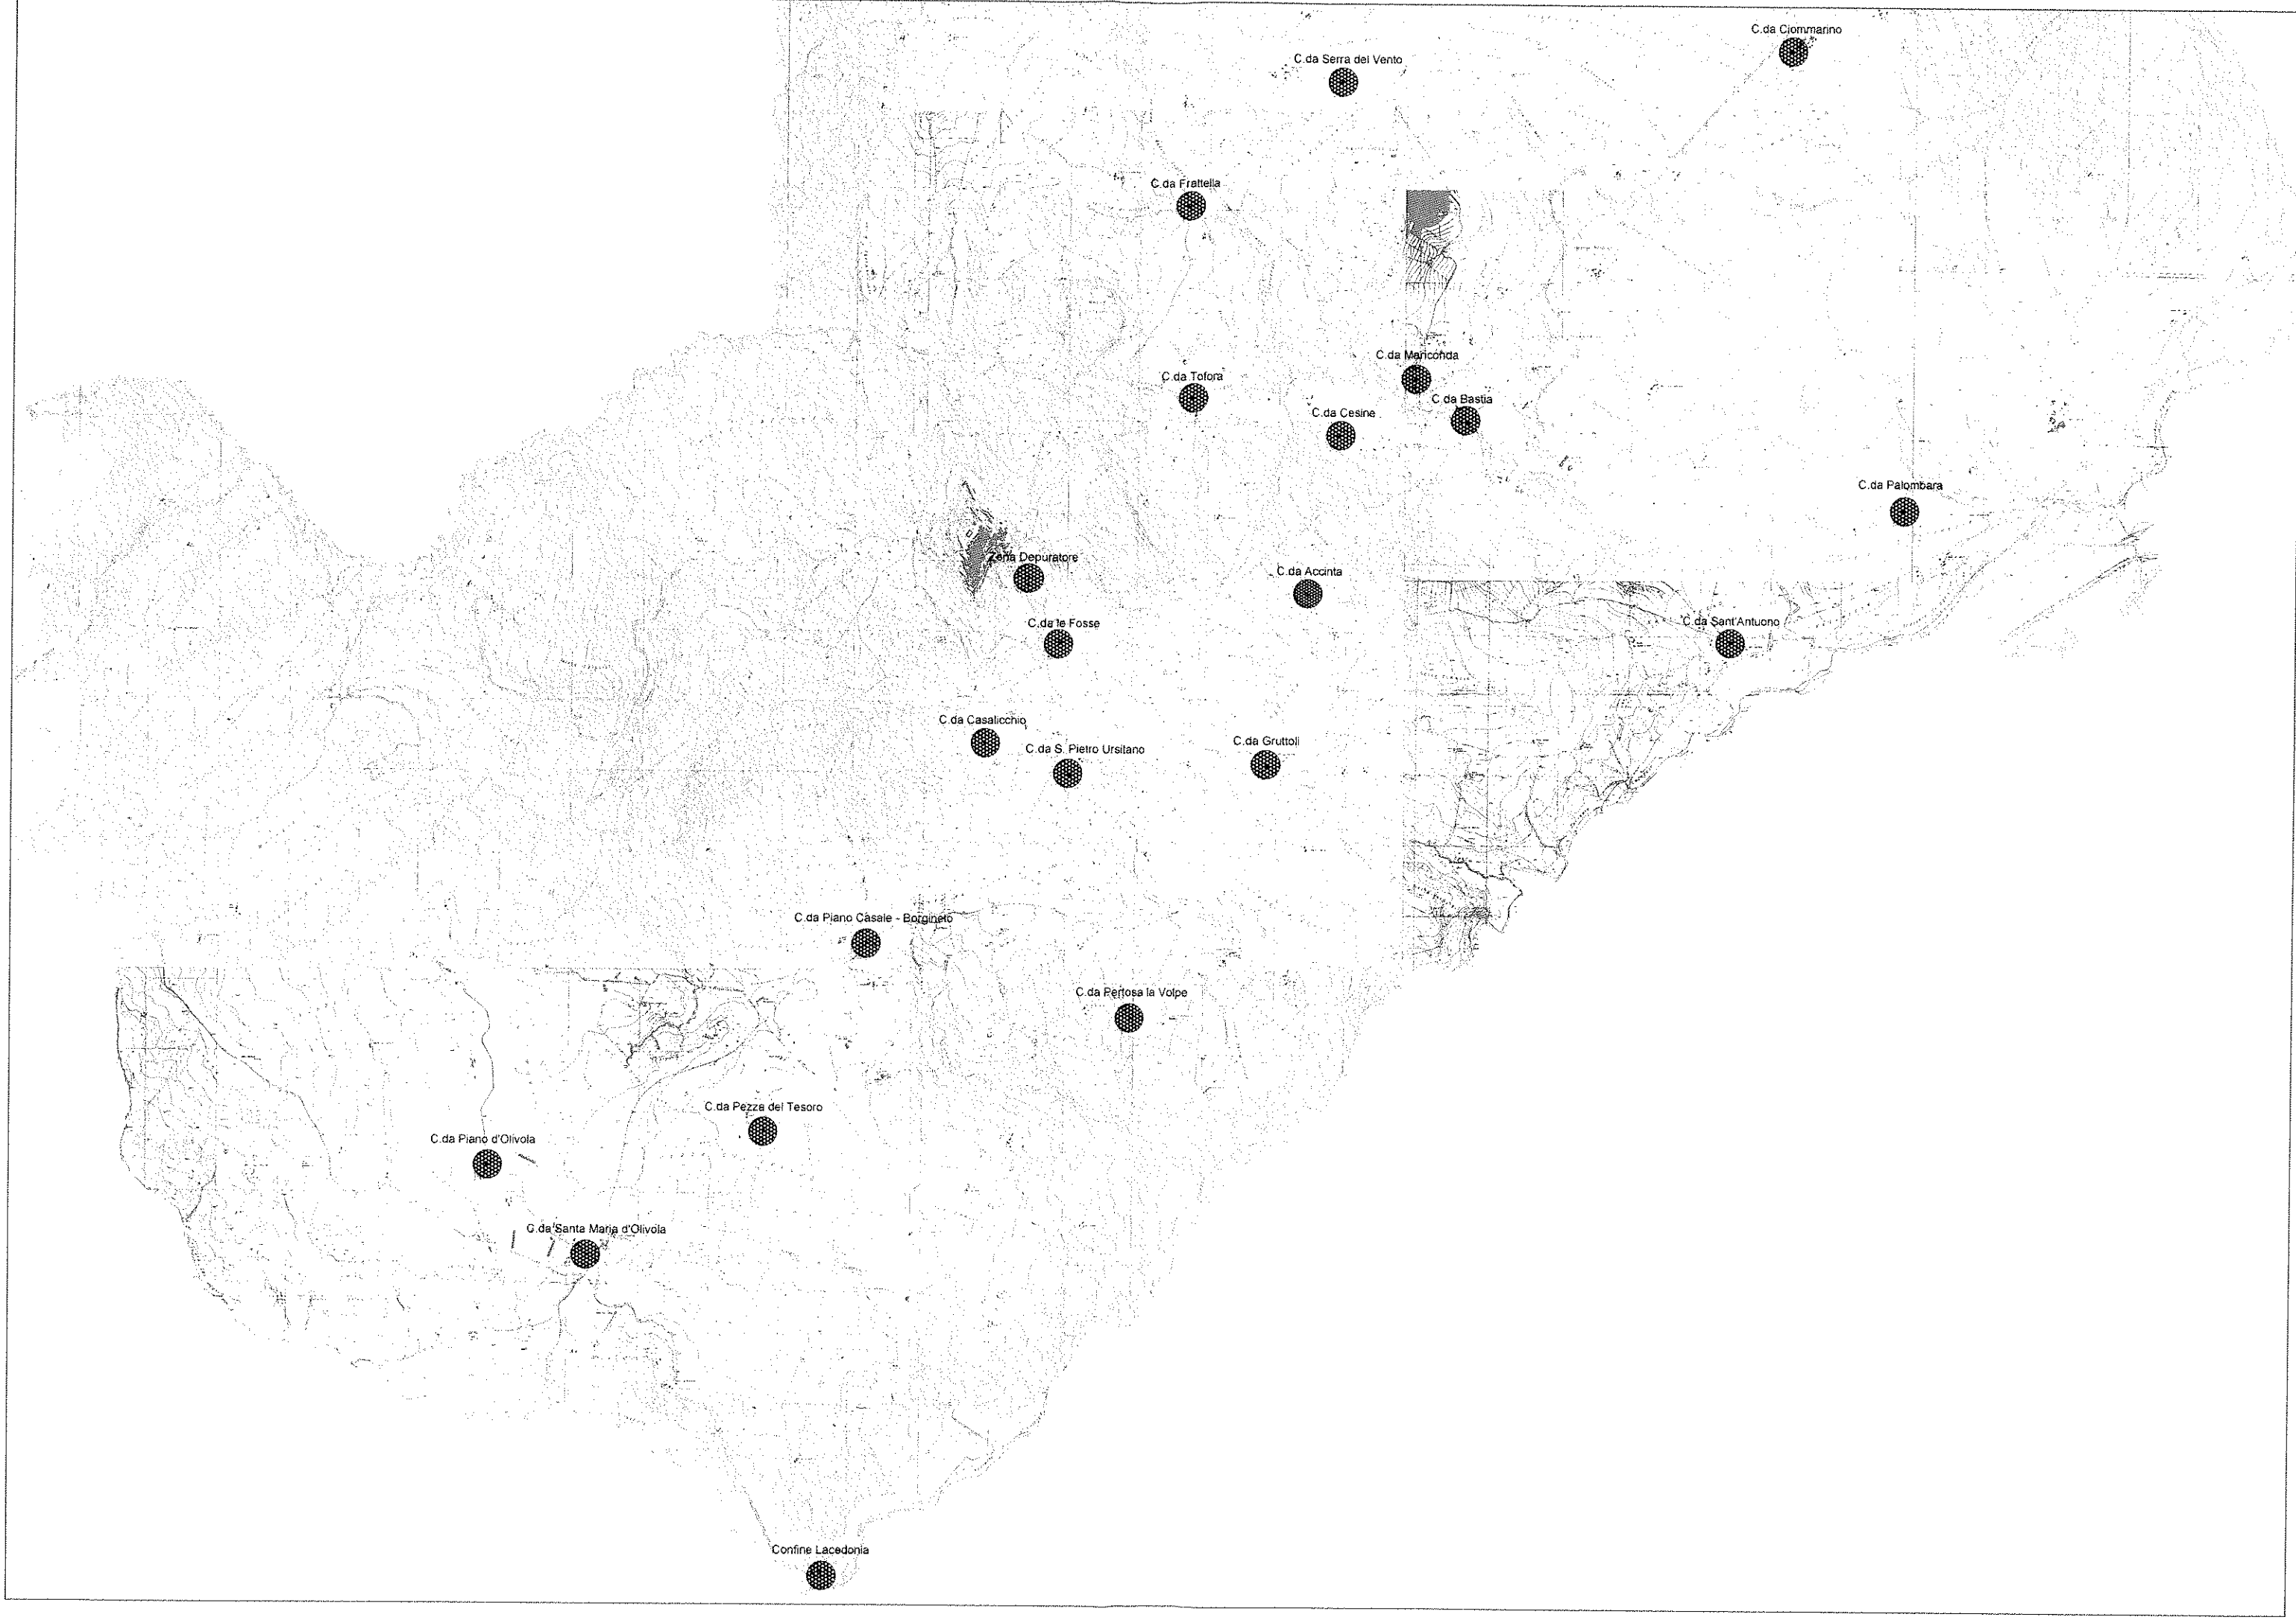 C.da Ciommarino
C.da Serra del Vento
C.da Frattella
C.da Mariconda
C.da Tofora
C.da Bastia
C.da Cesine
C.da Palombara
Zona Depuratore
C.da Accinta
C.da Sant'Antuono
C.da le Fosse
C.da Casalicchio
C.da Gruttoli
C.da S. Pietro Ursitano
C.da Piano Casale - Borgineto
C.da Pertosa la Volpe
C.da Pezza del Tesoro
C.da Piano d'Olivola
C.da Santa Maria d'Olivola
Confine Lacedonia